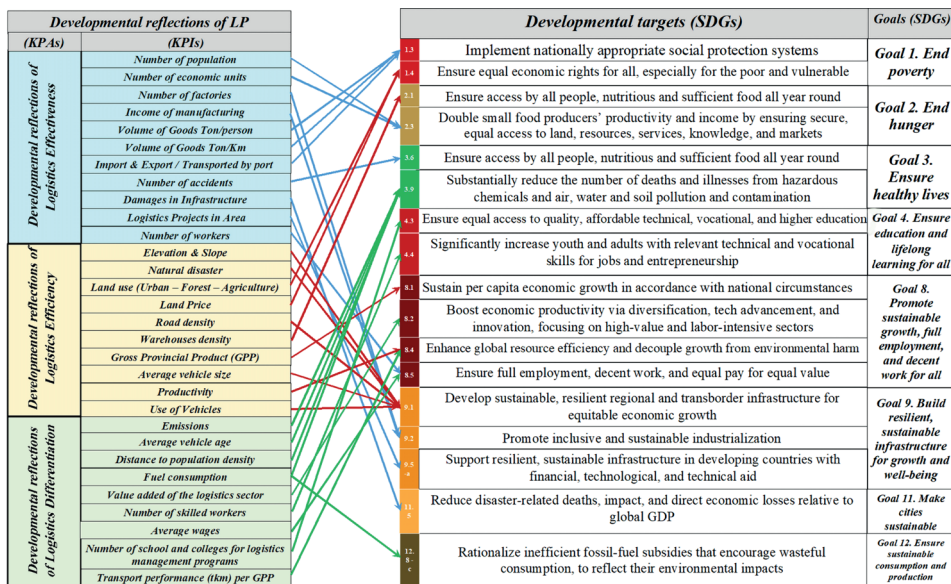 Developmental reflections of LP
(KPAs)
(KPIs)
Developmental reflections of
Logistics Effectiveness
Number of population
Number of economic units
Number of factories
Income of manufacturing
Volume of Goods Ton/person
Volume of Goods Ton/Km
Import & Export / Transported by port
Number of accidents
Damages in Infrastructure
Logistics Projects in Area
Number of workers
Developmental reflections of
Logistics Efficiency
Elevation & Slope
Natural disaster
Land use (Urban – Forest – Agriculture)
Land Price
Road density
Warehouses density
Gross Provincial Product (GPP)
Average vehicle size
Productivity
Use of Vehicles
Developmental reflections
of Logistics Differentiation
Emissions
Average vehicle age
Distance to population density
Fuel consumption
Value added of the logistics sector
Number of skilled workers
Average wages
Number of school and colleges for logistics
management programs
Transport performance (tkm) per GPP
Developmental targets (SDGs)
Goals (SDGs)
1.3
Implement nationally appropriate social protection systems
1.4
Ensure equal economic rights for all, especially for the poor and vulnerable
Goal 1. End
poverty
2.1
Ensure access by all people, nutritious and sufficient food all year round
2.3
Double small food producers' productivity and income by ensuring secure,
equal access to land, resources, services, knowledge, and markets
Goal 2. End
hunger
3.6
Ensure access by all people, nutritious and sufficient food all year round
3.9
Substantially reduce the number of deaths and illnesses from hazardous
chemicals and air, water and soil pollution and contamination
Goal 3.
Ensure
healthy lives
4.3
Ensure equal access to quality, affordable technical, vocational, and higher education
4.4
Significantly increase youth and adults with relevant technical and vocational
skills for jobs and entrepreneurship
Goal 4. Ensure
education and
lifelong
learning for all
8.1
Sustain per capita economic growth in accordance with national circumstances
8.2
Boost economic productivity via diversification, tech advancement, and
innovation, focusing on high-value and labor-intensive sectors
8.4
Enhance global resource efficiency and decouple growth from environmental harm
8.5
Ensure full employment, decent work, and equal pay for equal value
Goal 8.
Promote
sustainable
growth, full
employment,
and decent
work for all
9.1
Develop sustainable, resilient regional and transborder infrastructure for
equitable economic growth
9.2
Promote inclusive and sustainable industrialization
9.5
Support resilient, sustainable infrastructure in developing countries with
financial, technological, and technical aid
Goal 9. Build
resilient,
sustainable
infrastructure
for growth and
well-being
11.
5
Reduce disaster-related deaths, impact, and direct economic losses relative to
global GDP
Goal 11. Make
cities
sustainable
12.
8 -
c
Rationalize inefficient fossil-fuel subsidies that encourage wasteful
consumption, to reflect their environmental impacts
Goal 12. Ensure
sustainable
consumption and
production